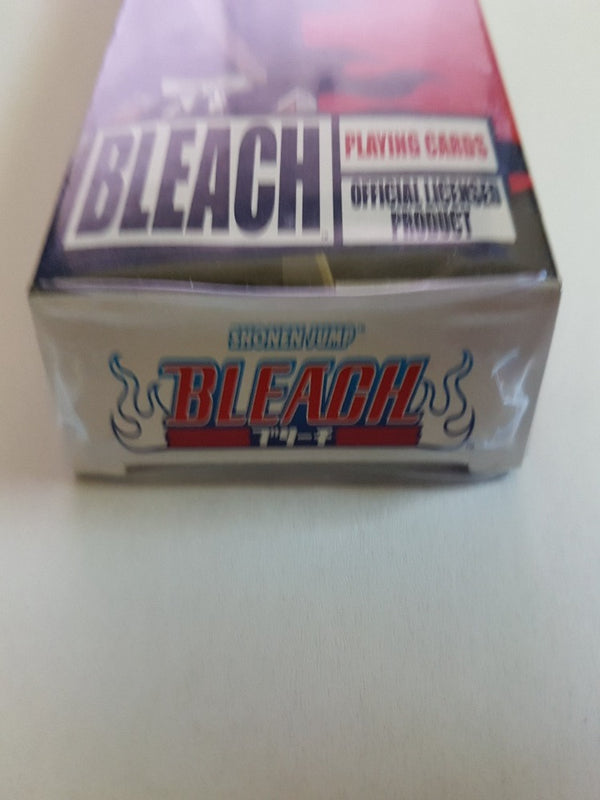 BLEACH
PLAYING CARDS
OFFICIAL LICENSED
PRODUCT
SHONEN JUMP
BLEACH
ブリーチ